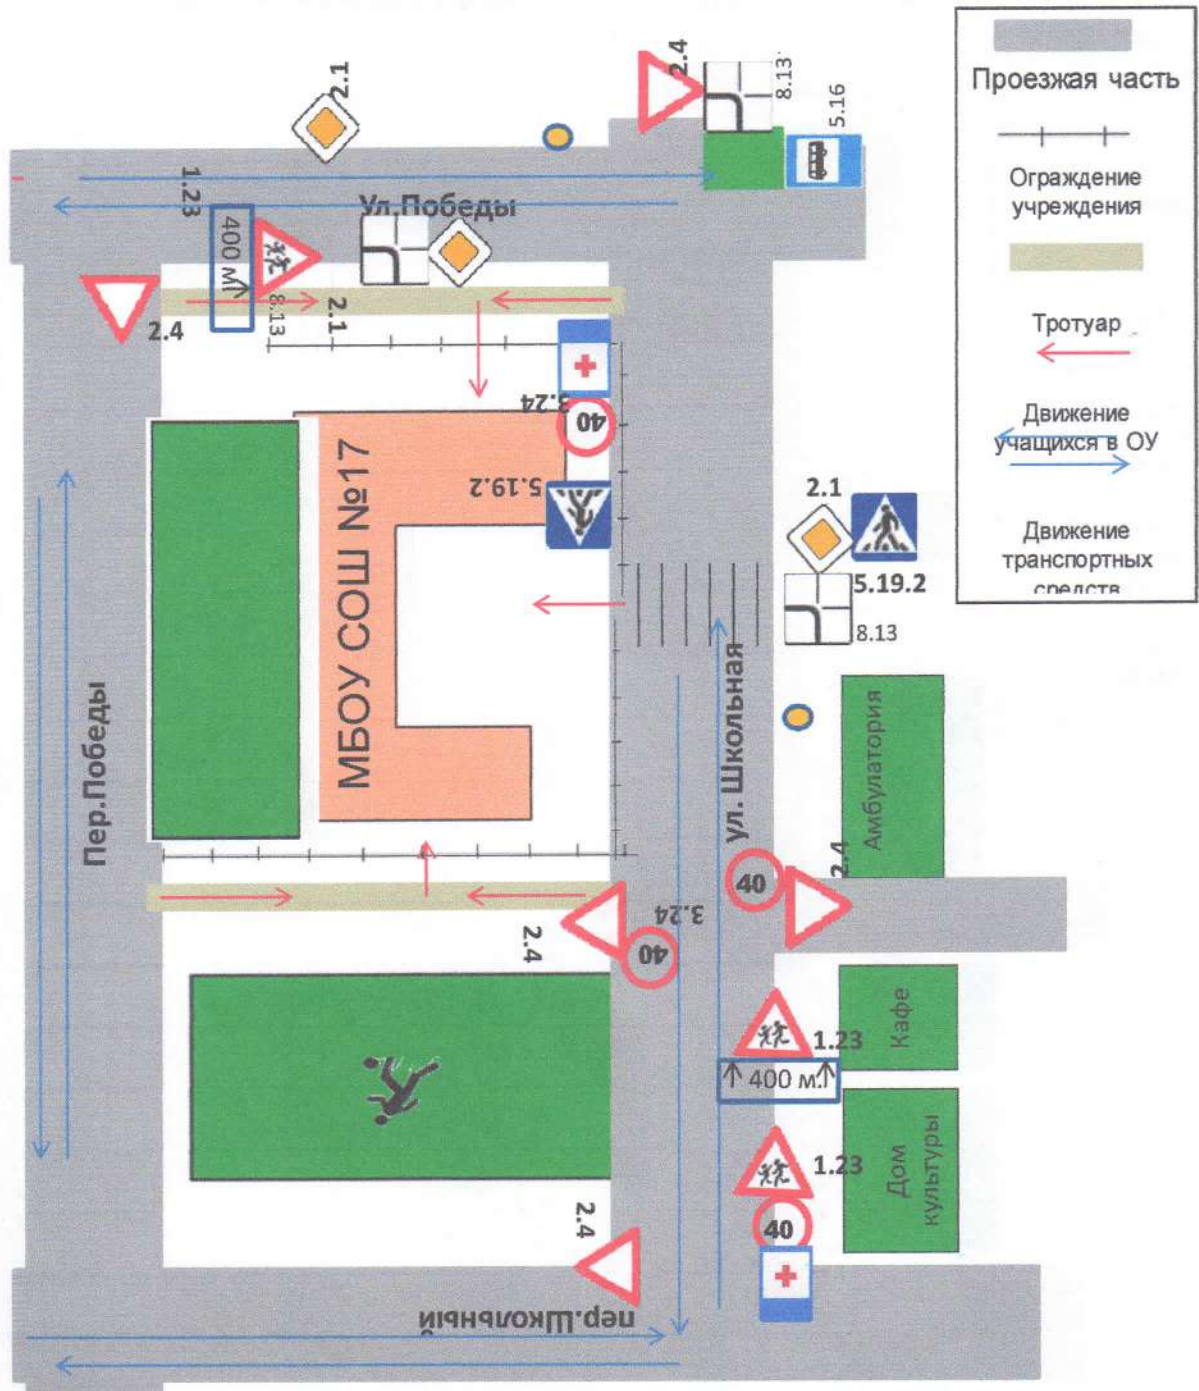 2.4
8.13
5.16
2.1
1.23
400 м
8.13
2.1
Ул.Победы
2.4
3.24
40
5.19.2
МБОУ СОШ №17
Пер.Победы
2.1
5.19.2
8.13
ул. Школьная
Амбулатория
2.4
40
3.24
40
2.4
1.23
Кафе
400 м.
1.23
Дом
культуры
40
2.4
пер.Школьный
Проезжая часть
Ограждение
учреждения
Тротуар
Движение
учащихся в ОУ
Движение
транспортных
средств